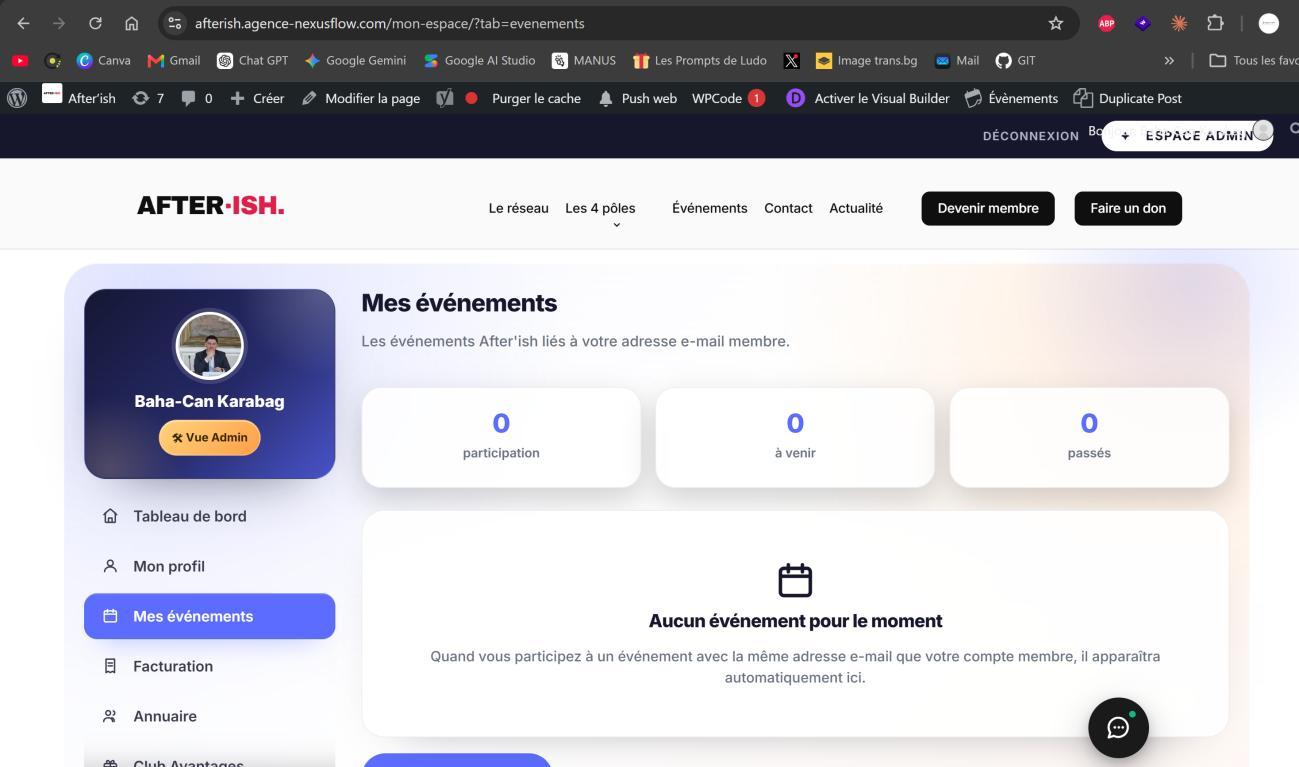 afterish.agence-nexusflow.com/mon-espace/?tab=evenements
ABP
Canva Gmail Chat GPT Google Gemini Google AI Studio MANUS Les Prompts de Ludo Image trans.bg Mail GIT Tous les favo
After'ish 7 0 Créer Modifier la page Purger le cache Push web WPCode 1 D Activer le Visual Builder Évènements Duplicate Post
DÉCONNEXION ESPACE ADMIN
AFTER·ISH.
Le réseau Les 4 pôles Événements Contact Actualité Devenir membre Faire un don
Baha-Can Karabag
Vue Admin
Tableau de bord
Mon profil
Mes événements
Facturation
Annuaire
Club Avantages
Mes événements
Les événements After'ish liés à votre adresse e-mail membre.
0
participation
0
à venir
0
passés
Aucun événement pour le moment
Quand vous participez à un événement avec la même adresse e-mail que votre compte membre, il apparaîtra
automatiquement ici.